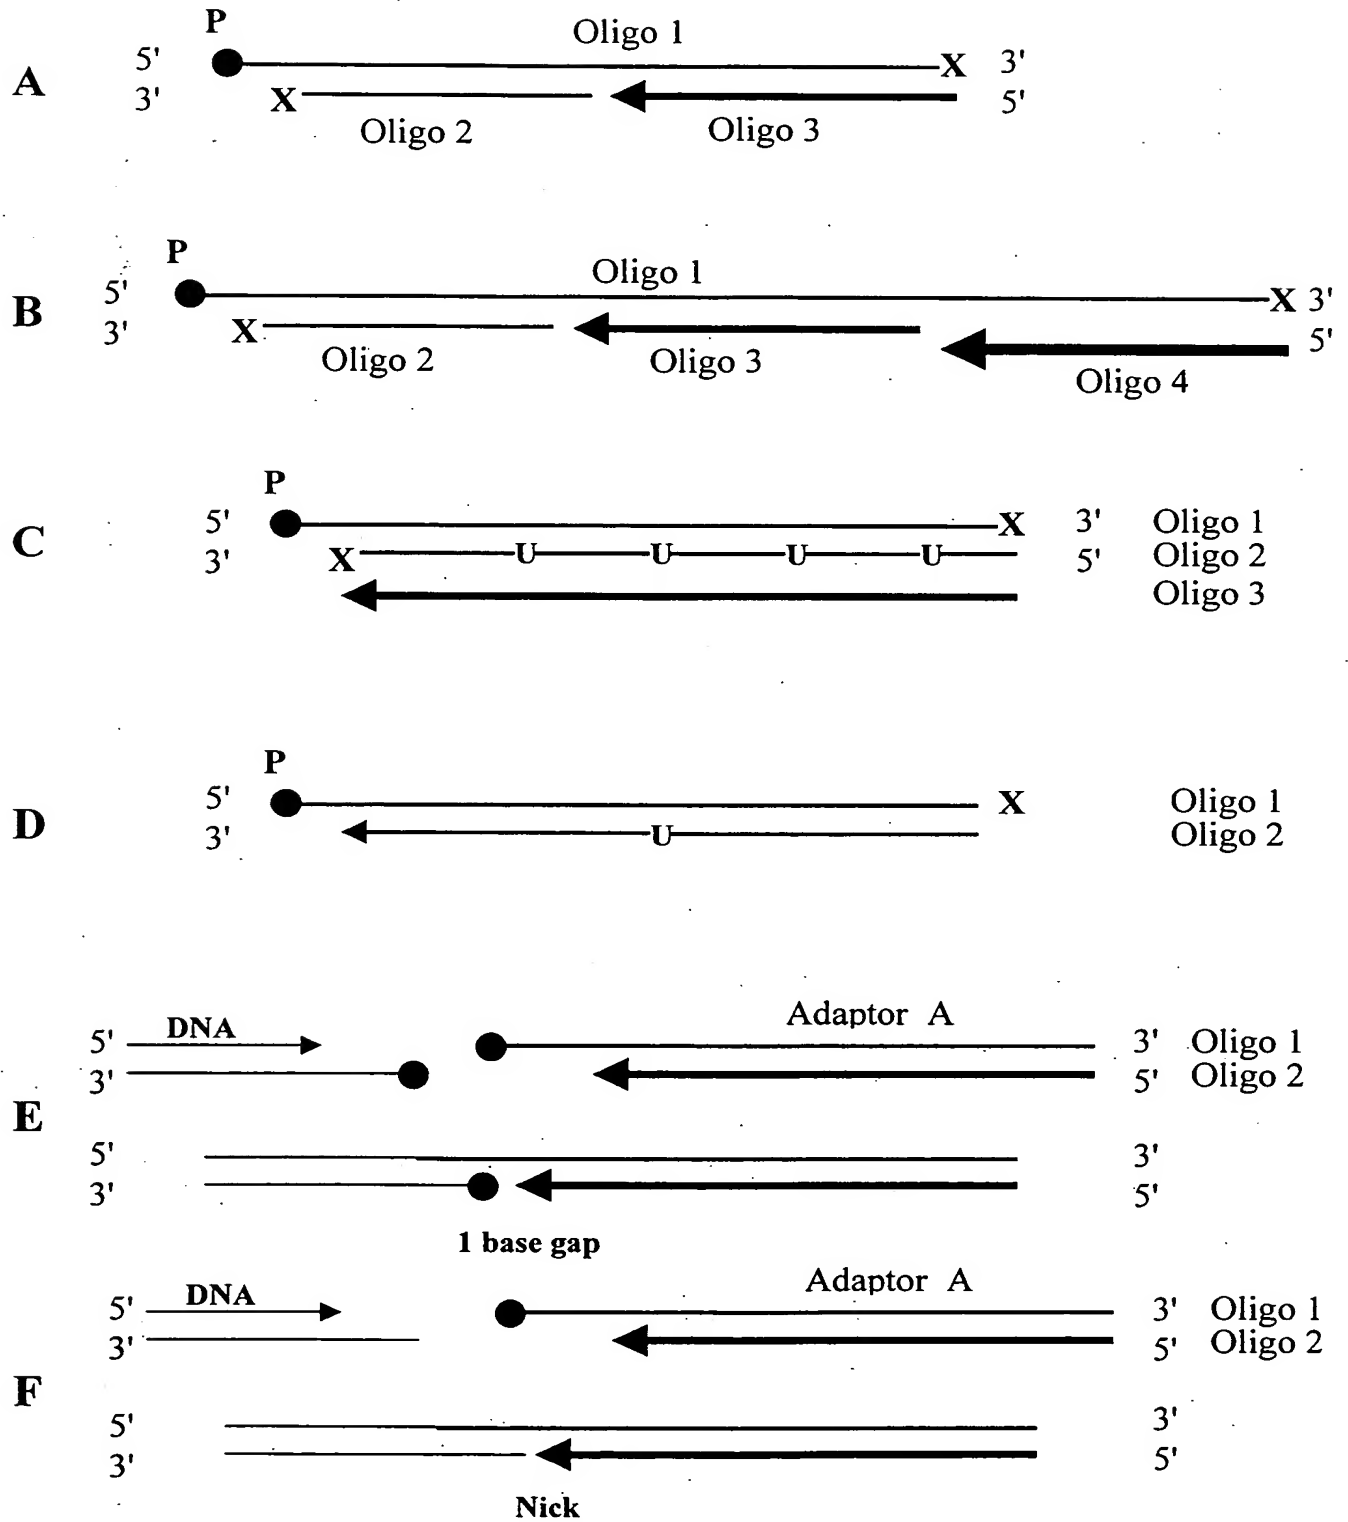 P
Oligo 1
5' X 3'
A
3' X 5'
Oligo 2 Oligo 3
P
Oligo 1
5' X 3'
B
3' X 5'
Oligo 2 Oligo 3
Oligo 4
P
5' X 3' Oligo 1
C
3' X U U U U 5' Oligo 2
Oligo 3
P
5' X Oligo 1
D
3' U Oligo 2
Adaptor A
5' DNA 3' Oligo 1
3' 5' Oligo 2
E
5' 3'
3' 5'
1 base gap
Adaptor A
5' DNA 3' Oligo 1
3' 5' Oligo 2
F
5' 3'
3' 5'
Nick